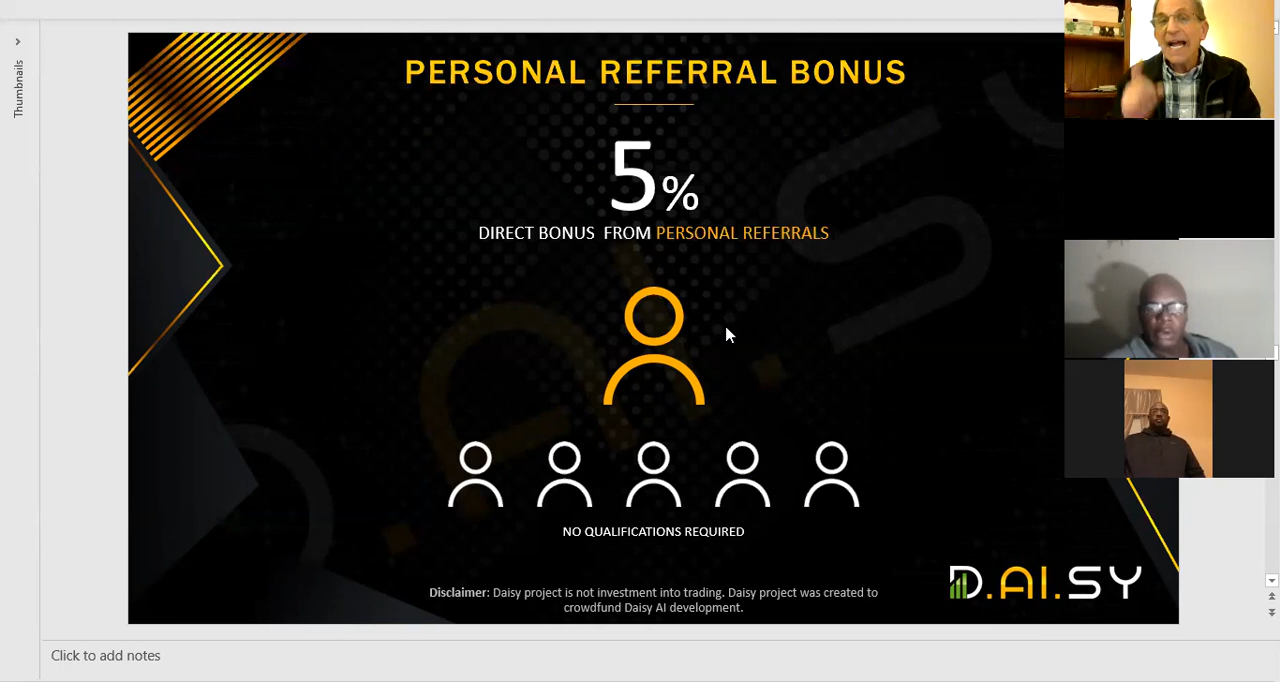 Thumbnails
PERSONAL REFERRAL BONUS
5%
DIRECT BONUS FROM PERSONAL REFERRALS
NO QUALIFICATIONS REQUIRED
Disclaimer: Daisy project is not investment into trading. Daisy project was created to
crowdfund Daisy AI development.
D.AI.SY
Click to add notes